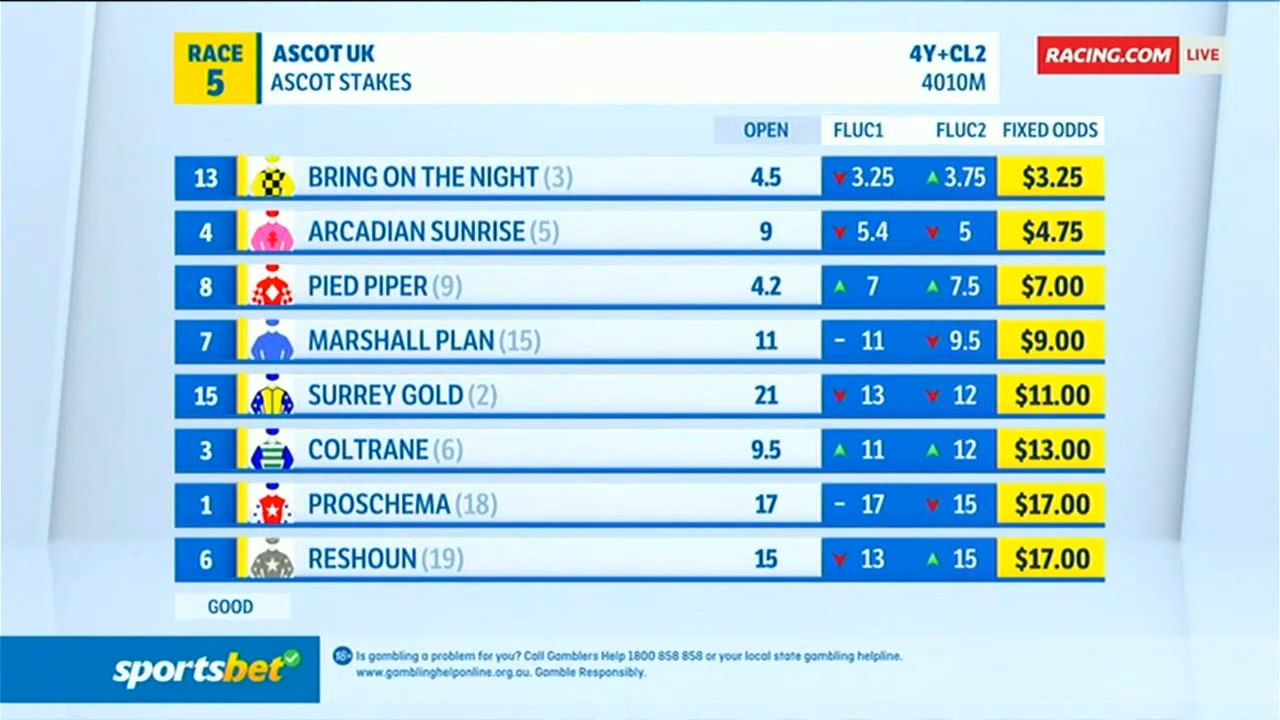 RACE 5
ASCOT UK
ASCOT STAKES
4Y+CL2
4010M
RACING.COM LIVE
OPEN FLUC1 FLUC2 FIXED ODDS
13 BRING ON THE NIGHT (3) 4.5 3.25 3.75 $3.25
4 ARCADIAN SUNRISE (5) 9 5.4 5 $4.75
8 PIED PIPER (9) 4.2 7 7.5 $7.00
7 MARSHALL PLAN (15) 11 - 11 9.5 $9.00
15 SURREY GOLD (2) 21 13 12 $11.00
3 COLTRANE (6) 9.5 11 12 $13.00
1 PROSCHEMA (18) 17 - 17 15 $17.00
6 RESHOUN (19) 15 13 15 $17.00
GOOD
sportsbet
18+ Is gambling a problem for you? Call Gamblers Help 1800 858 858 or your local state gambling helpline.
www.gamblinghelponline.org.au. Gamble Responsibly.